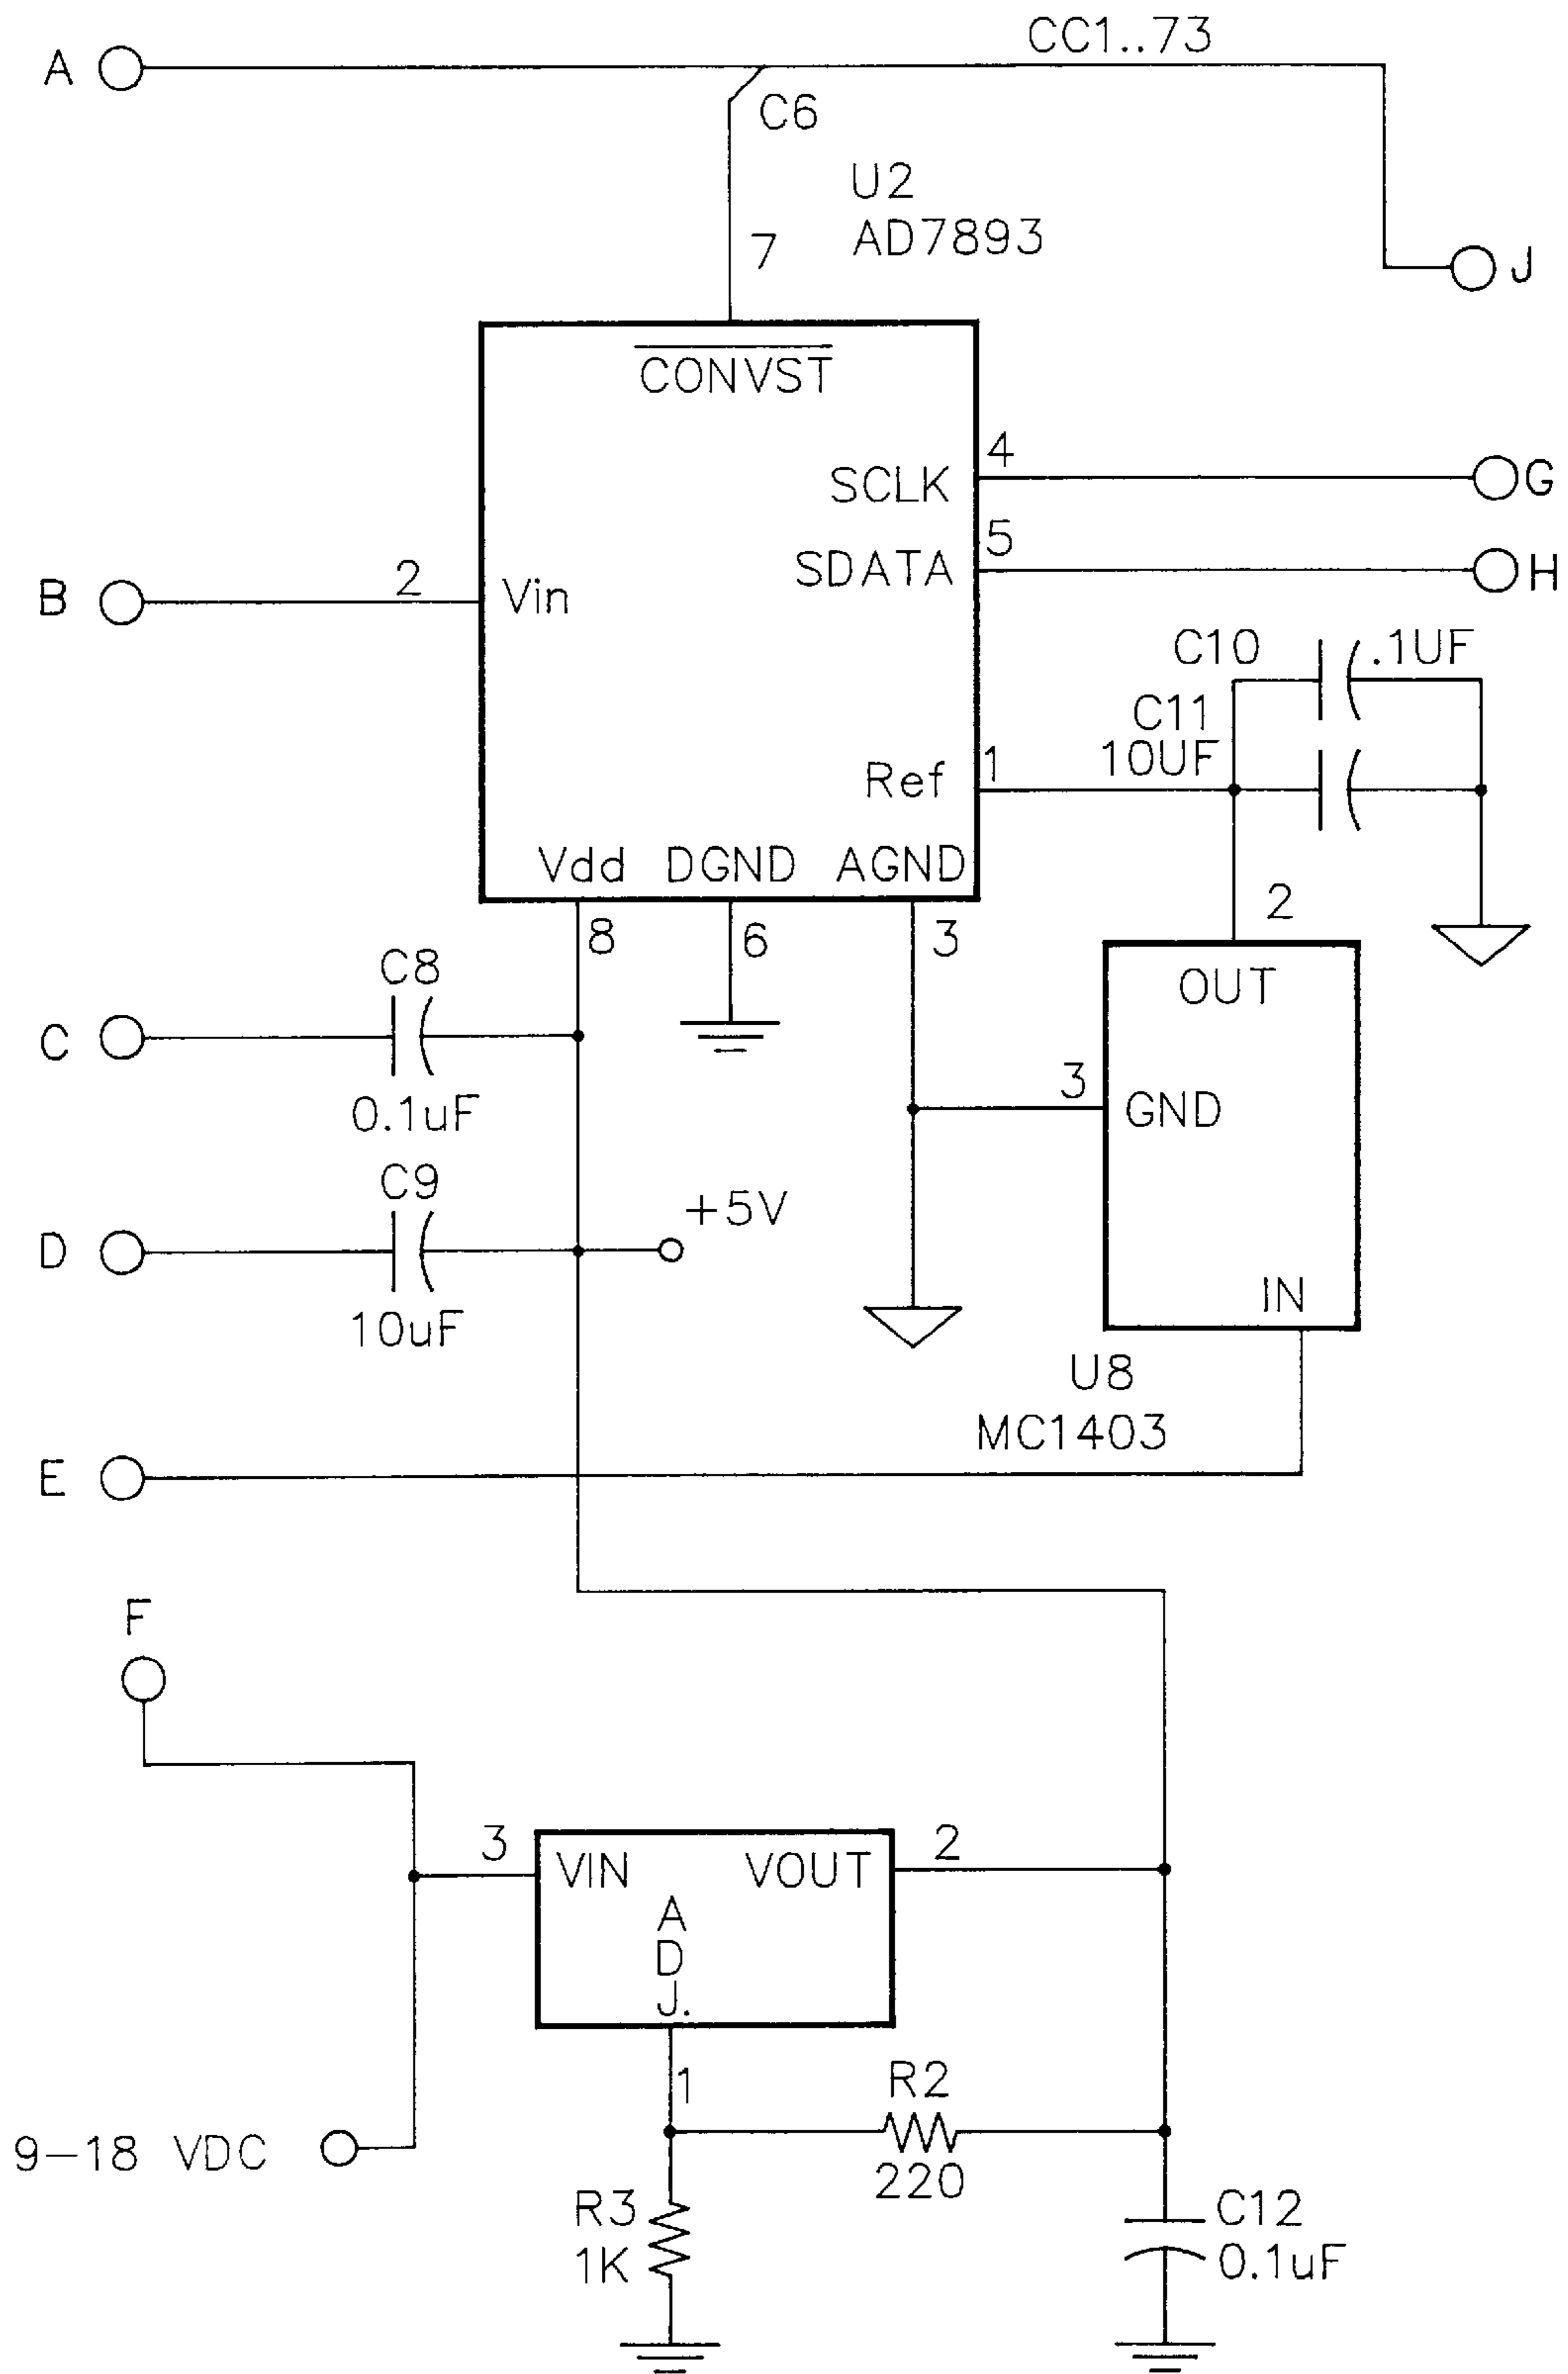 CC1..73
A
C6
U2
AD7893
7
J
CONVST
4
SCLK
G
5
SDATA
H
B
2
Vin
C10
.1UF
C11
10UF
1
Ref
Vdd
DGND
AGND
8
6
3
2
C8
OUT
C
0.1uF
3
GND
C9
+5V
D
10uF
IN
U8
MC1403
E
F
3
VIN
VOUT
2
A
D
J.
1
R2
220
9-18 VDC
R3
1K
C12
0.1uF